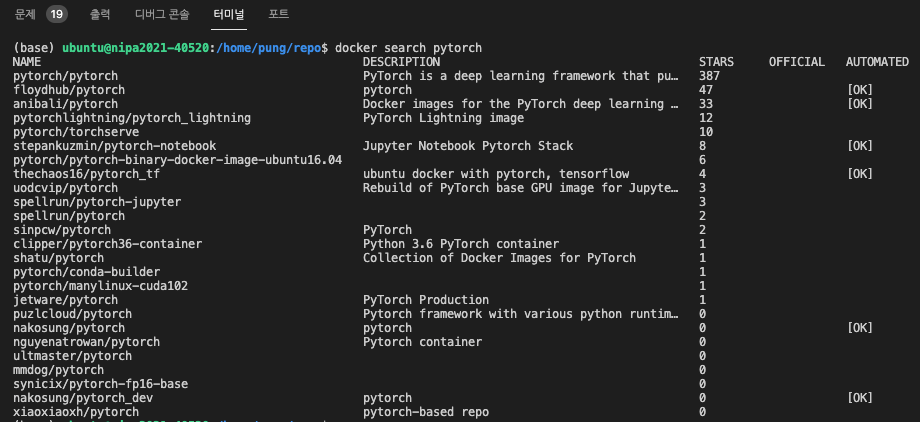 문제 19 출력 디버그 콘솔 터미널 포트
(base) ubuntu@nipa2021-40520:/home/pung/repo$ docker search pytorch
NAME DESCRIPTION STARS OFFICIAL AUTOMATED
pytorch/pytorch PyTorch is a deep learning framework that pu… 387
floydhub/pytorch pytorch 47 [OK]
anibali/pytorch Docker images for the PyTorch deep learning … 33 [OK]
pytorchlightning/pytorch_lightning PyTorch Lightning image 12
pytorch/torchserve 10
stepankuzmin/pytorch-notebook Jupyter Notebook Pytorch Stack 8 [OK]
pytorch/pytorch-binary-docker-image-ubuntu16.04 6
thechaos16/pytorch_tf ubuntu docker with pytorch, tensorflow 4 [OK]
uodcvip/pytorch Rebuild of PyTorch base GPU image for Jupyte… 3
spellrun/pytorch-jupyter 3
spellrun/pytorch 2
sinpcw/pytorch PyTorch 2
clipper/pytorch36-container Python 3.6 PyTorch container 1
shatu/pytorch Collection of Docker Images for PyTorch 1
pytorch/conda-builder 1
pytorch/manylinux-cuda102 1
jetware/pytorch PyTorch Production 1
puzlcloud/pytorch Pytorch framework with various python runtim… 0
nakosung/pytorch pytorch 0 [OK]
nguyenatrowan/pytorch Pytorch container 0
ultmaster/pytorch 0
mmdog/pytorch 0
synicix/pytorch-fp16-base 0
nakosung/pytorch_dev pytorch 0 [OK]
xiaoxiaoxh/pytorch pytorch-based repo 0